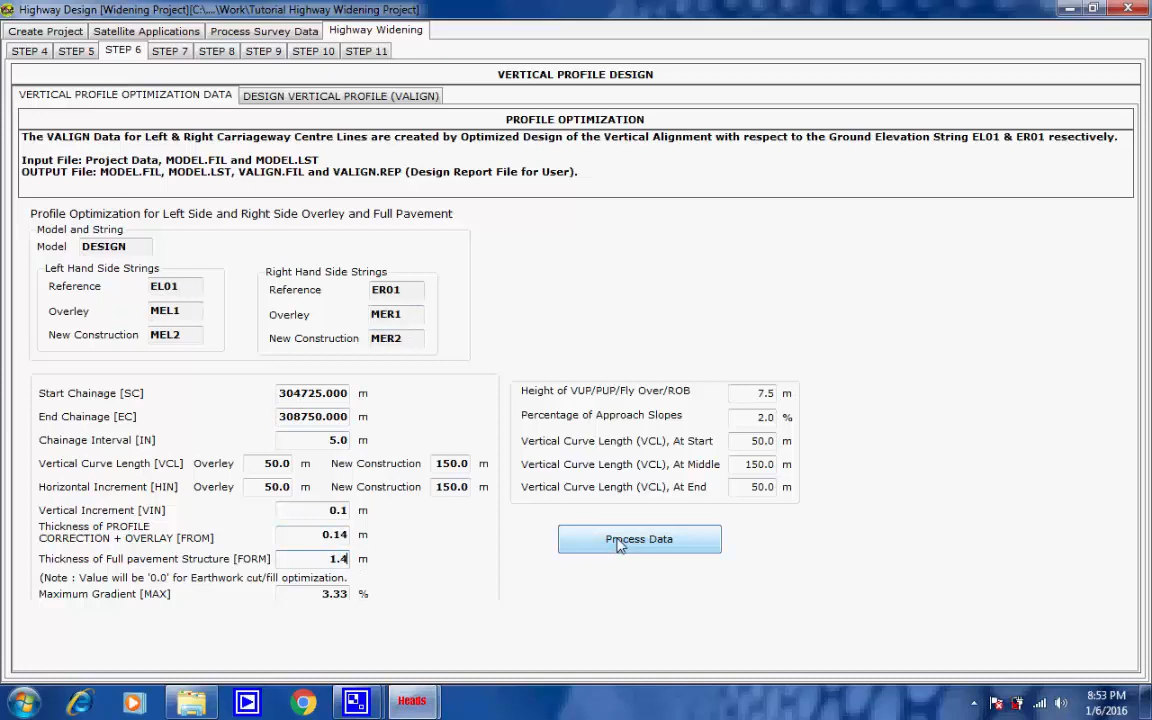 Highway Design [Widening Project][C:\....\Work\Tutorial Highway Widening Project]
Create Project Satellite Applications Process Survey Data Highway Widening
STEP 4 STEP 5 STEP 6 STEP 7 STEP 8 STEP 9 STEP 10 STEP 11
VERTICAL PROFILE DESIGN
VERTICAL PROFILE OPTIMIZATION DATA DESIGN VERTICAL PROFILE (VALIGN)
PROFILE OPTIMIZATION
The VALIGN Data for Left & Right Carriageway Centre Lines are created by Optimized Design of the Vertical Alignment with respect to the Ground Elevation String EL01 & ER01 resectively.
Input File: Project Data, MODEL.FIL and MODEL.LST
OUTPUT File: MODEL.FIL, MODEL.LST, VALIGN.FIL and VALIGN.REP (Design Report File for User).
Profile Optimization for Left Side and Right Side Overley and Full Pavement
Model and String
Model DESIGN
Left Hand Side Strings
Reference EL01
Overley MEL1
New Construction MEL2
Right Hand Side Strings
Reference ER01
Overley MER1
New Construction MER2
Start Chainage [SC] 304725.000 m
End Chainage [EC] 308750.000 m
Chainage Interval [IN] 5.0 m
Vertical Curve Length [VCL] Overley 50.0 m New Construction 150.0 m
Horizontal Increment [HIN] Overley 50.0 m New Construction 150.0 m
Vertical Increment [VIN] 0.1 m
Thickness of PROFILE
CORRECTION + OVERLAY [FROM] 0.14 m
Thickness of Full pavement Structure [FORM] 1.4 m
(Note : Value will be '0.0' for Earthwork cut/fill optimization.
Maximum Gradient [MAX] 3.33 %
Height of VUP/PUP/Fly Over/ROB 7.5 m
Percentage of Approach Slopes 2.0 %
Vertical Curve Length (VCL), At Start 50.0 m
Vertical Curve Length (VCL), At Middle 150.0 m
Vertical Curve Length (VCL), At End 50.0 m
Process Data
Heads
8:53 PM
1/6/2016